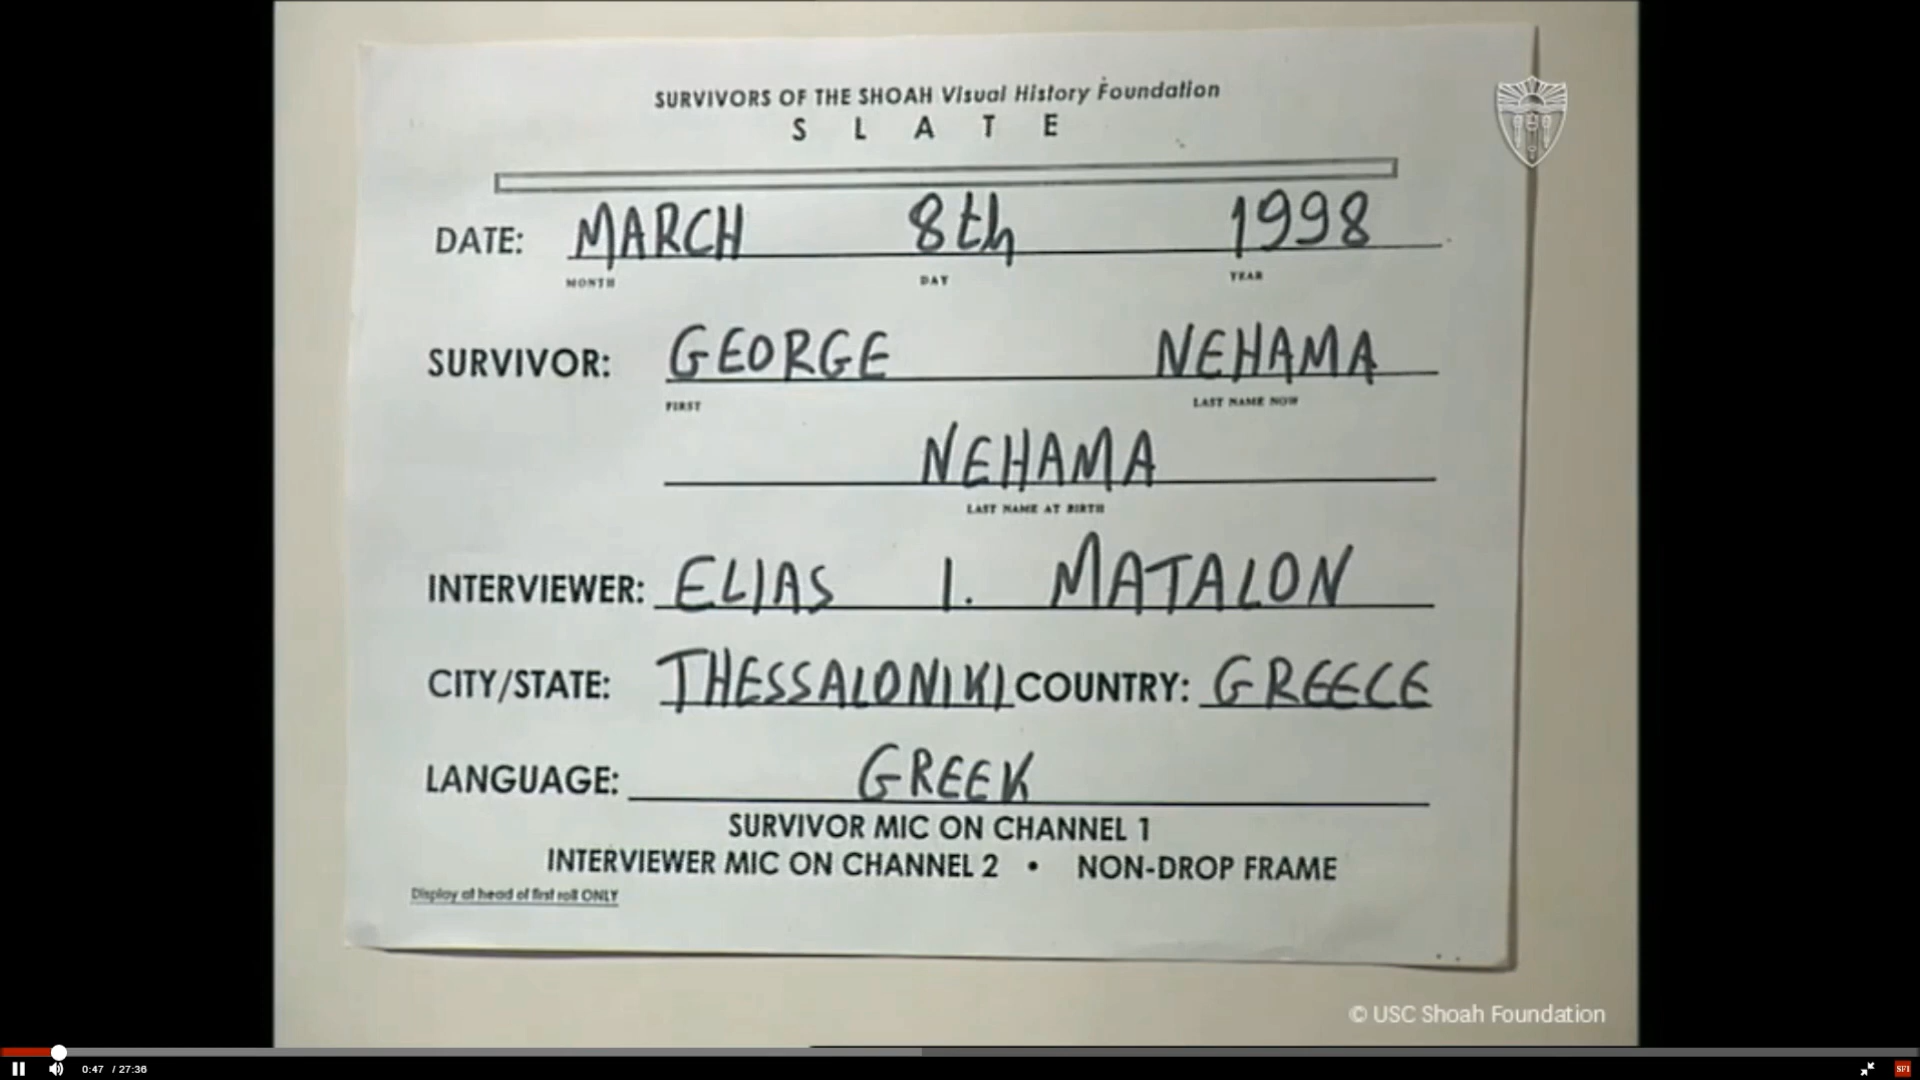 SURVIVORS OF THE SHOAH Visual History Foundation
S L A T E
DATE: MARCH 8th 1998
MONTH DAY YEAR
SURVIVOR: GEORGE NEHAMA
FIRST LAST NAME NOW
NEHAMA
LAST NAME AT BIRTH
INTERVIEWER: ELIAS I. MATALON
CITY/STATE: THESSALONIKI COUNTRY: GREECE
LANGUAGE: GREEK
SURVIVOR MIC ON CHANNEL 1
INTERVIEWER MIC ON CHANNEL 2 • NON-DROP FRAME
Display at head of first roll ONLY
© USC Shoah Foundation
0:47 / 27:36
SFI